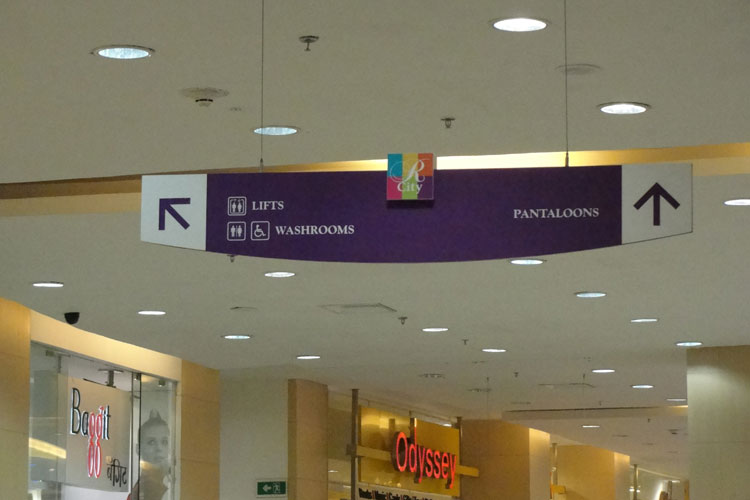 R
City
LIFTS
WASHROOMS
PANTALOONS
Baggit
बैगिट
Odyssey